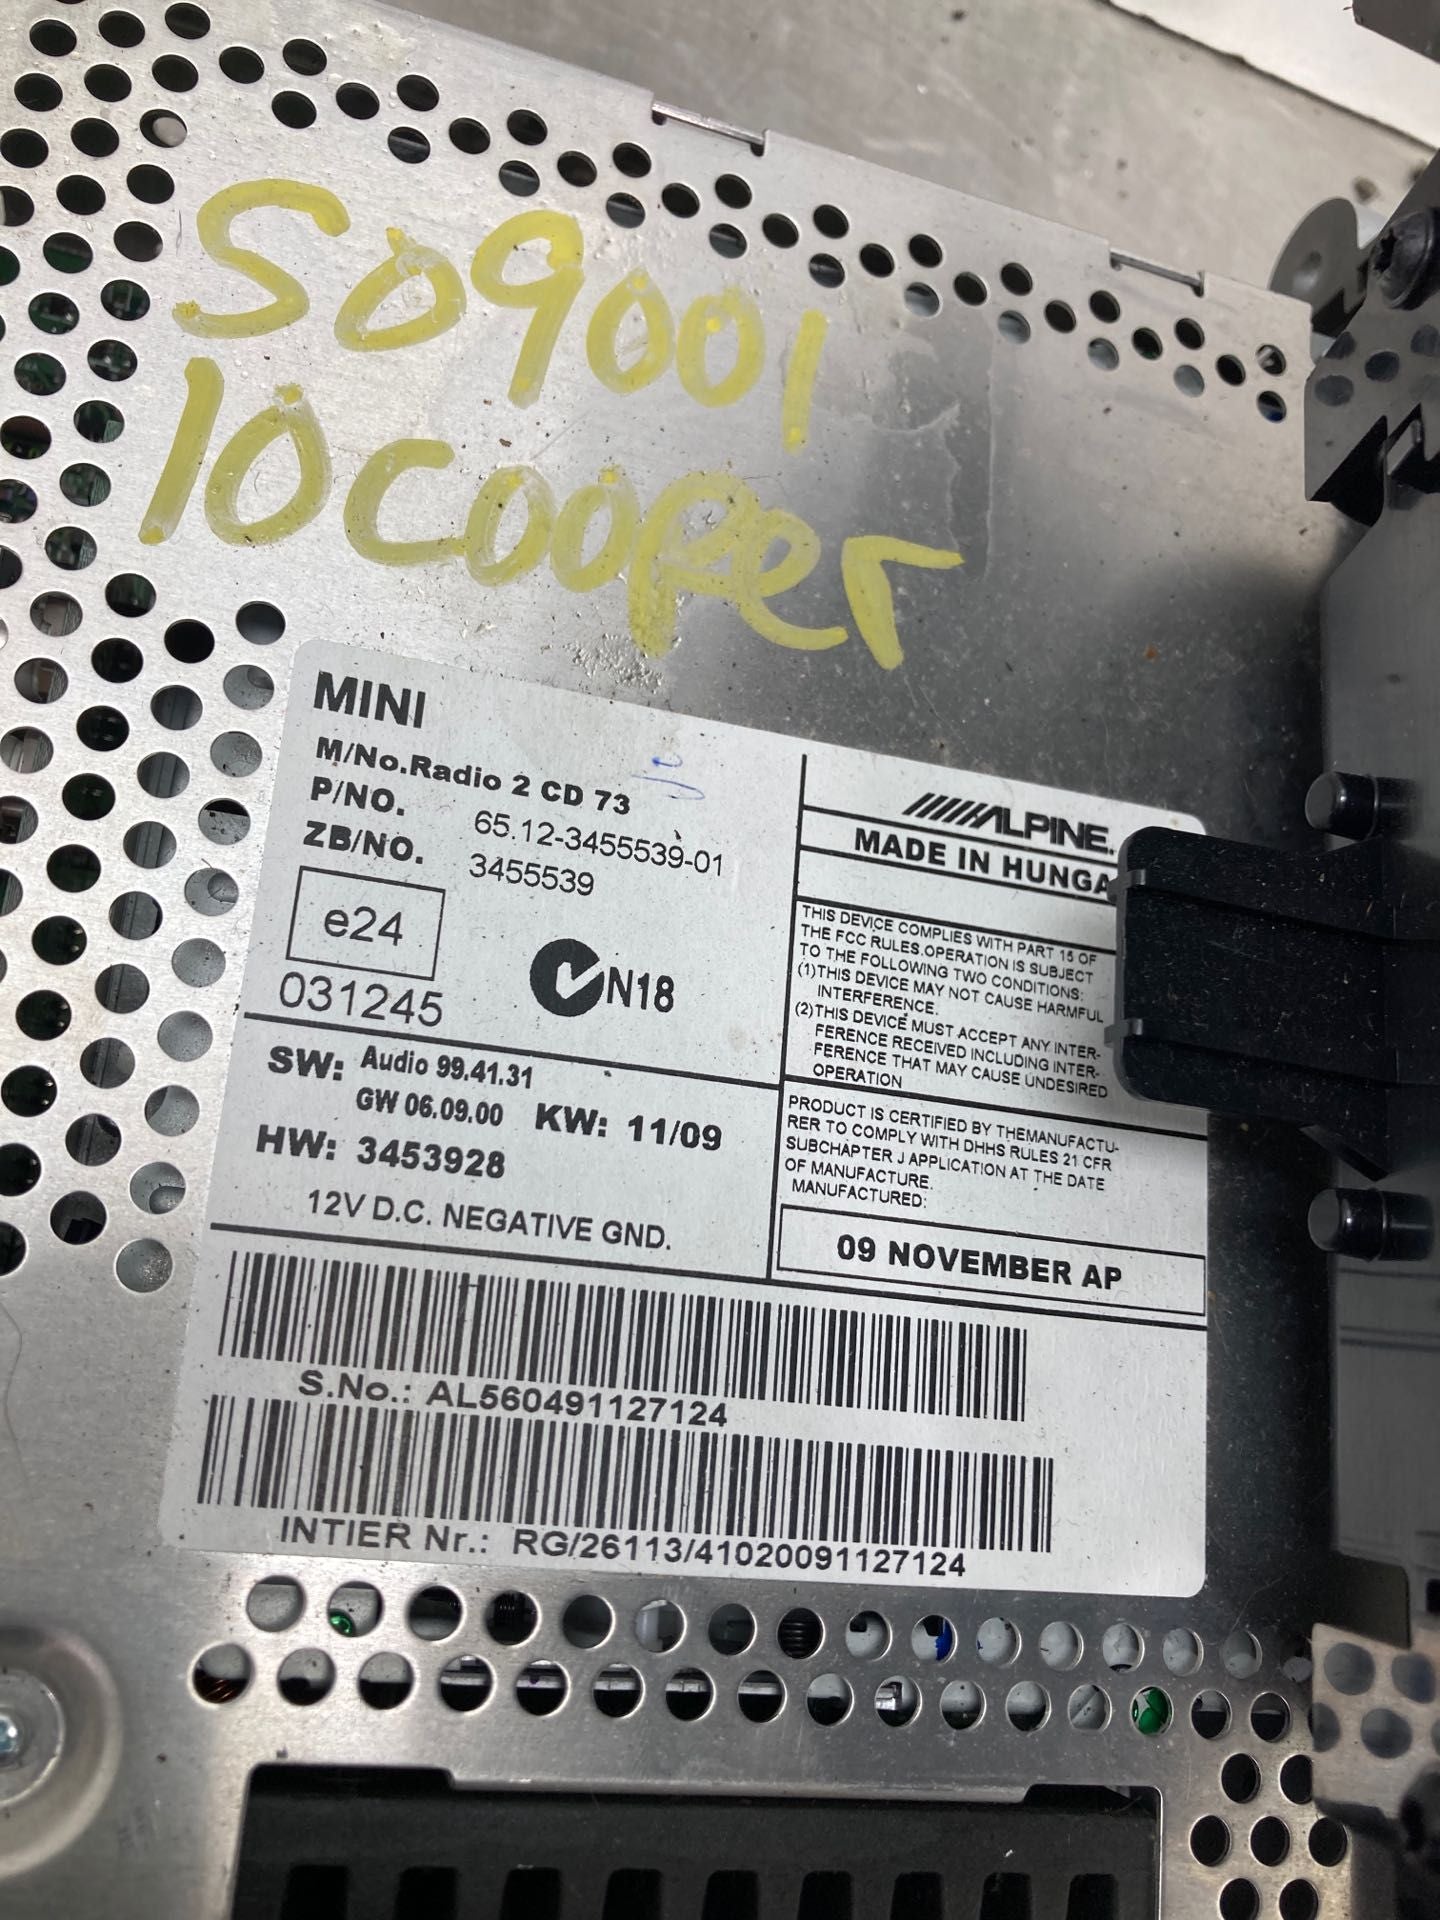 S09001
10Cooper
MINI
M/No.Radio 2 CD 73
P/NO. 65.12-3455539-01
ZB/NO. 3455539
e24
031245
N18
SW: Audio 99.41.31
GW 06.09.00 KW: 11/09
HW: 3453928
12V D.C. NEGATIVE GND.
ALPINE.
MADE IN HUNGA
THIS DEVICE COMPLIES WITH PART 15 OF
THE FCC RULES.OPERATION IS SUBJECT
TO THE FOLLOWING TWO CONDITIONS:
(1)THIS DEVICE MAY NOT CAUSE HARMFUL
INTERFERENCE.
(2)THIS DEVICE MUST ACCEPT ANY INTER-
FERENCE RECEIVED INCLUDING INTER-
FERENCE THAT MAY CAUSE UNDESIRED
OPERATION
PRODUCT IS CERTIFIED BY THEMANUFACTU-
RER TO COMPLY WITH DHHS RULES 21 CFR
SUBCHAPTER J APPLICATION AT THE DATE
OF MANUFACTURE.
MANUFACTURED:
09 NOVEMBER AP
S.No.: AL560491127124
INTIER Nr.: RG/26113/41020091127124